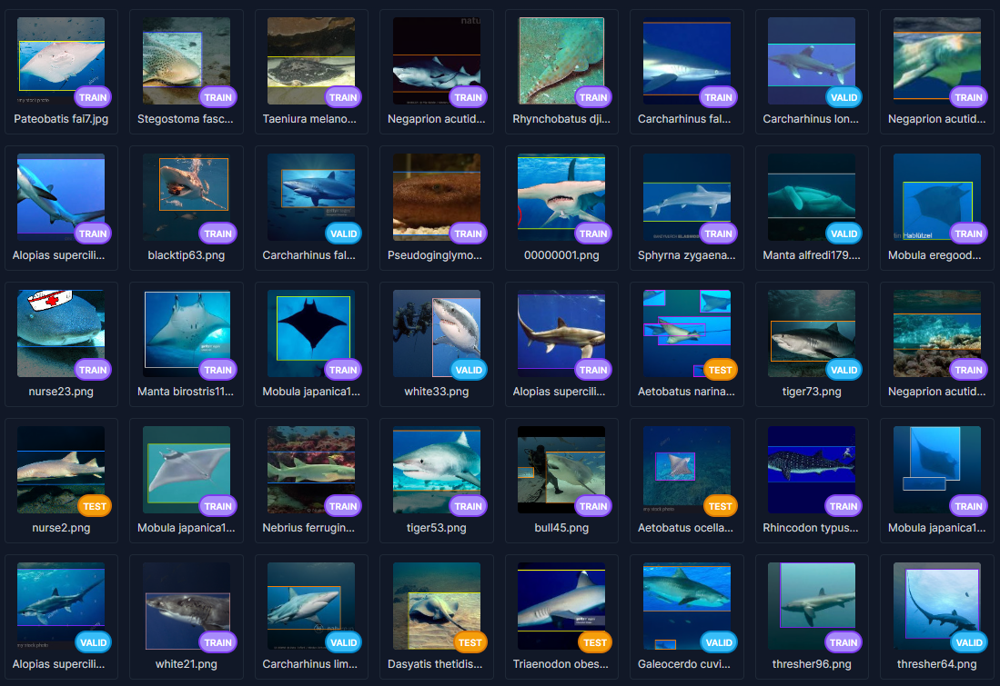 TRAIN TRAIN TRAIN TRAIN TRAIN TRAIN VALID TRAIN
Pateobatis fai7.jpg Stegostoma fasc... Taeniura melano... Negaprion acutid... Rhynchobatus dji... Carcharhinus fal... Carcharhinus lon... Negaprion acutid...
TRAIN TRAIN VALID TRAIN TRAIN TRAIN VALID TRAIN
Alopias supercili... blacktip63.png Carcharhinus fal... Pseudoginglymo... 00000001.png Sphyrna zygaena... Manta alfredi179.... Mobula eregood...
TRAIN TRAIN TRAIN VALID TRAIN TEST VALID TRAIN
nurse23.png Manta birostris11... Mobula japanica1... white33.png Alopias supercili... Aetobatus narina... tiger73.png Negaprion acutid...
TEST TRAIN TRAIN TRAIN TRAIN TEST TRAIN TRAIN
nurse2.png Mobula japanica1... Nebrius ferrugin... tiger53.png bull45.png Aetobatus ocella... Rhincodon typus... Mobula japanica1...
VALID TRAIN VALID TEST TEST VALID TRAIN VALID
Alopias supercili... white21.png Carcharhinus lim... Dasyatis thetidis... Triaenodon obes... Galeocerdo cuvi... thresher96.png thresher64.png